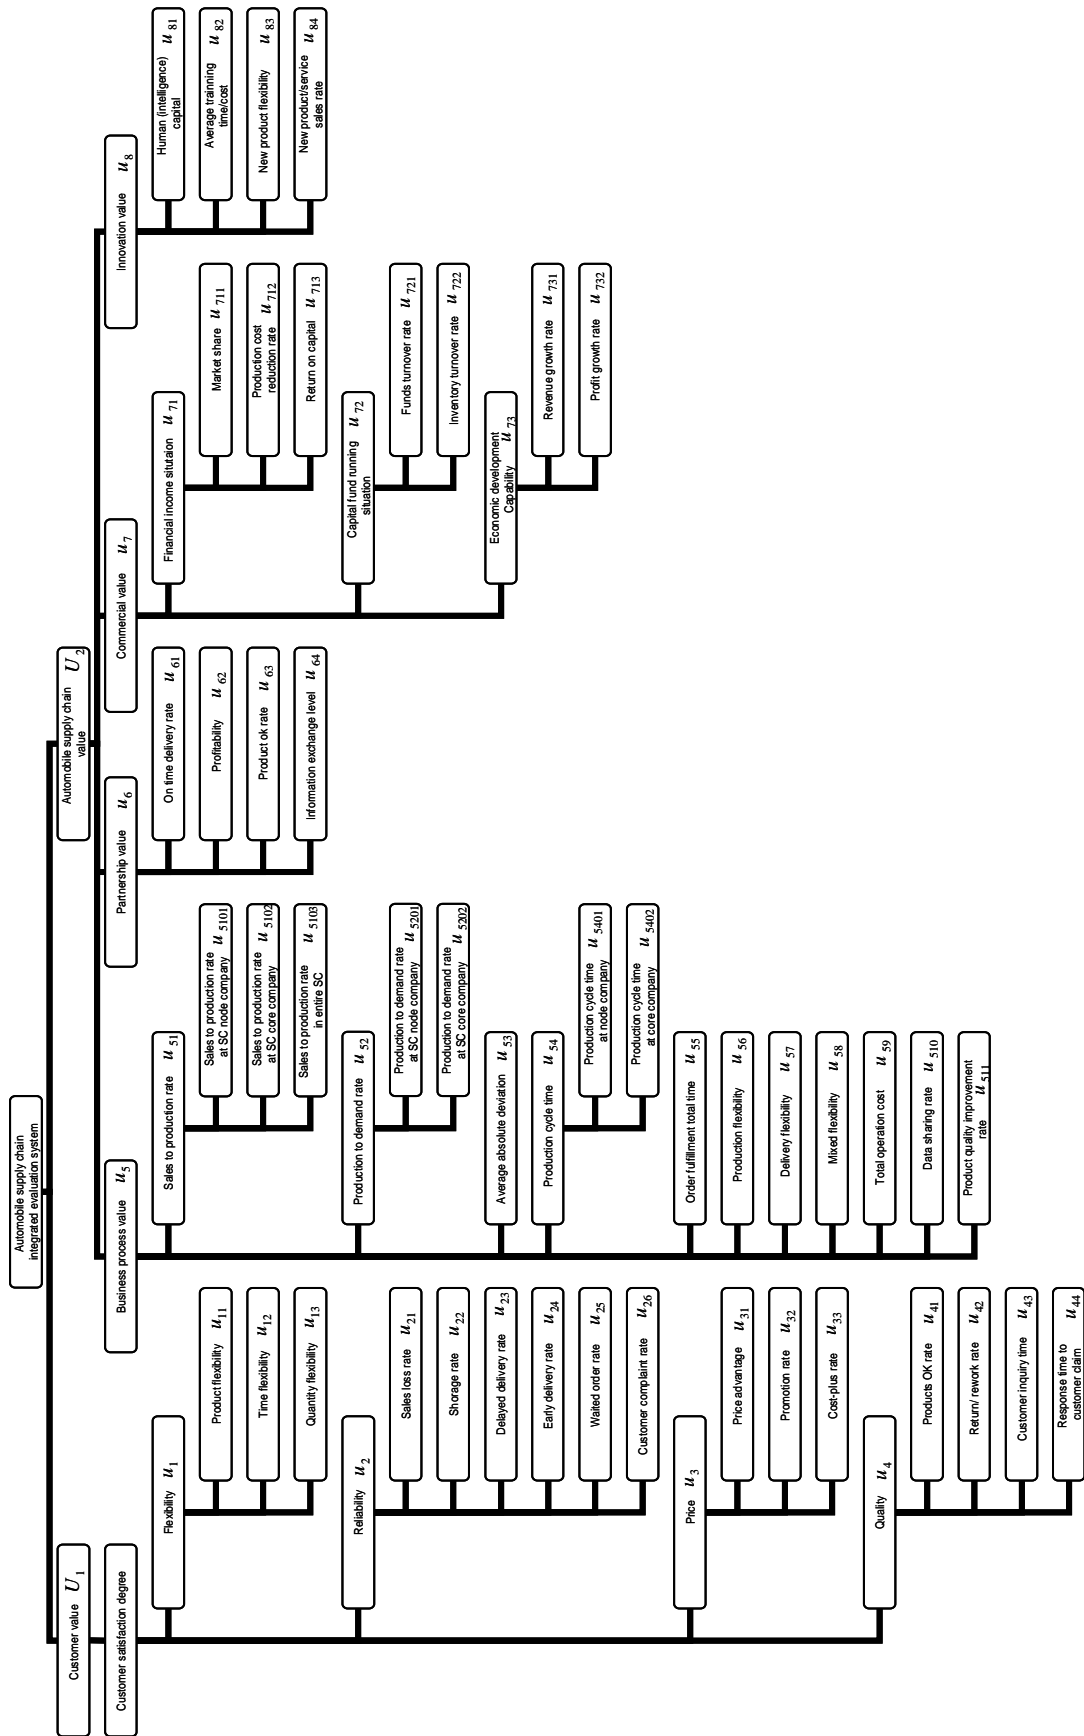 Automobile supply chain
integrated evaluation system
Customer value U1
Customer satisfaction degree
Flexibility u1
Product flexibility u11
Time flexibility u12
Quantity flexibility u13
Reliability u2
Sales loss rate u21
Shorage rate u22
Delayed delivery rate u23
Early delivery rate u24
Waited order rate u25
Customer complaint rate u26
Price u3
Price advantage u31
Promotion rate u32
Cost-plus rate u33
Quality u4
Products OK rate u41
Return/ rework rate u42
Customer inquiry time u43
Response time to
customer claim u44
Automobile supply chain
value U2
Business process value u5
Sales to production rate u51
Sales to production rate
at SC node company u5101
Sales to production rate
at SC core company u5102
Sales to production rate
in entire SC u5103
Production to demand rate u52
Production to demand rate
at SC node company u5201
Production to demand rate
at SC core company u5202
Average absolute deviation u53
Production cycle time u54
Production cycle time
at node company u5401
Production cycle time
at core company u5402
Order fulfillment total time u55
Production flexibility u56
Delivery flexibility u57
Mixed flexibility u58
Total operation cost u59
Data sharing rate u510
Product quality improvement
rate u511
Partnership value u6
On time delivery rate u61
Profitability u62
Product ok rate u63
Information exchange level u64
Commercial value u7
Financial income situtaion u71
Market share u711
Production cost
reduction rate u712
Return on capital u713
Capital fund running
situation u72
Funds turnover rate u721
Inventory turnover rate u722
Economic development
Capability u73
Revenue growth rate u731
Profit growth rate u732
Innovation value u8
Human (intelligence)
capital u81
Average trainning
time/cost u82
New product flexibility u83
New product/service
sales rate u84